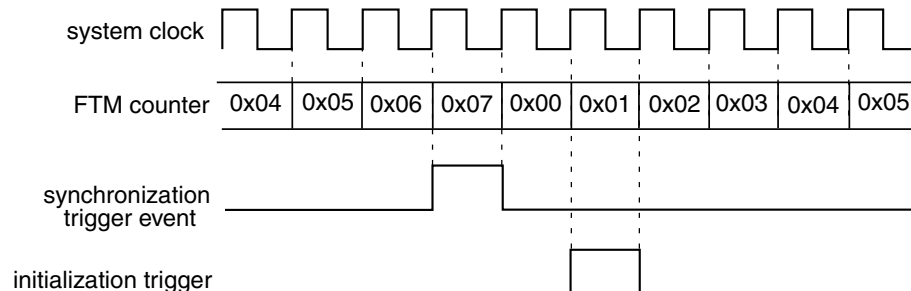 system clock
FTM counter 0x04 0x05 0x06 0x07 0x00 0x01 0x02 0x03 0x04 0x05
synchronization
trigger event
initialization trigger